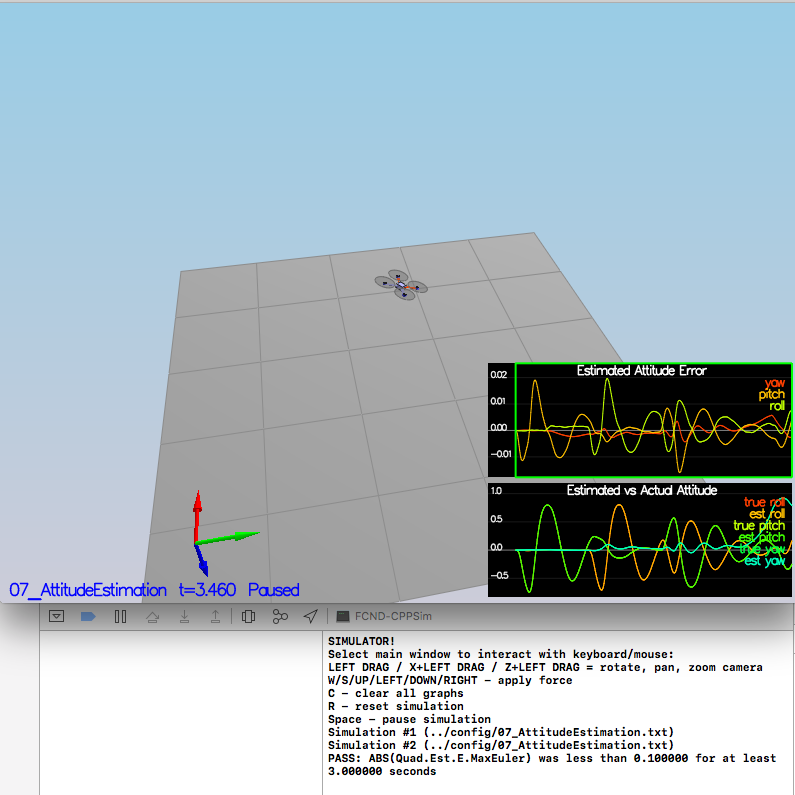 Estimated Attitude Error
0.02
yaw
pitch
0.01
roll
0.00
-0.01
Estimated vs Actual Attitude
1.0
true roll
est roll
0.5
true pitch
est pitch
0.0
true yaw
est yaw
-0.5
07_AttitudeEstimation t=3.460 Paused
FCND-CPPSim
SIMULATOR!
Select main window to interact with keyboard/mouse:
LEFT DRAG / X+LEFT DRAG / Z+LEFT DRAG = rotate, pan, zoom camera
W/S/UP/LEFT/DOWN/RIGHT - apply force
C - clear all graphs
R - reset simulation
Space - pause simulation
Simulation #1 (../config/07_AttitudeEstimation.txt)
Simulation #2 (../config/07_AttitudeEstimation.txt)
PASS: ABS(Quad.Est.E.MaxEuler) was less than 0.100000 for at least
3.000000 seconds